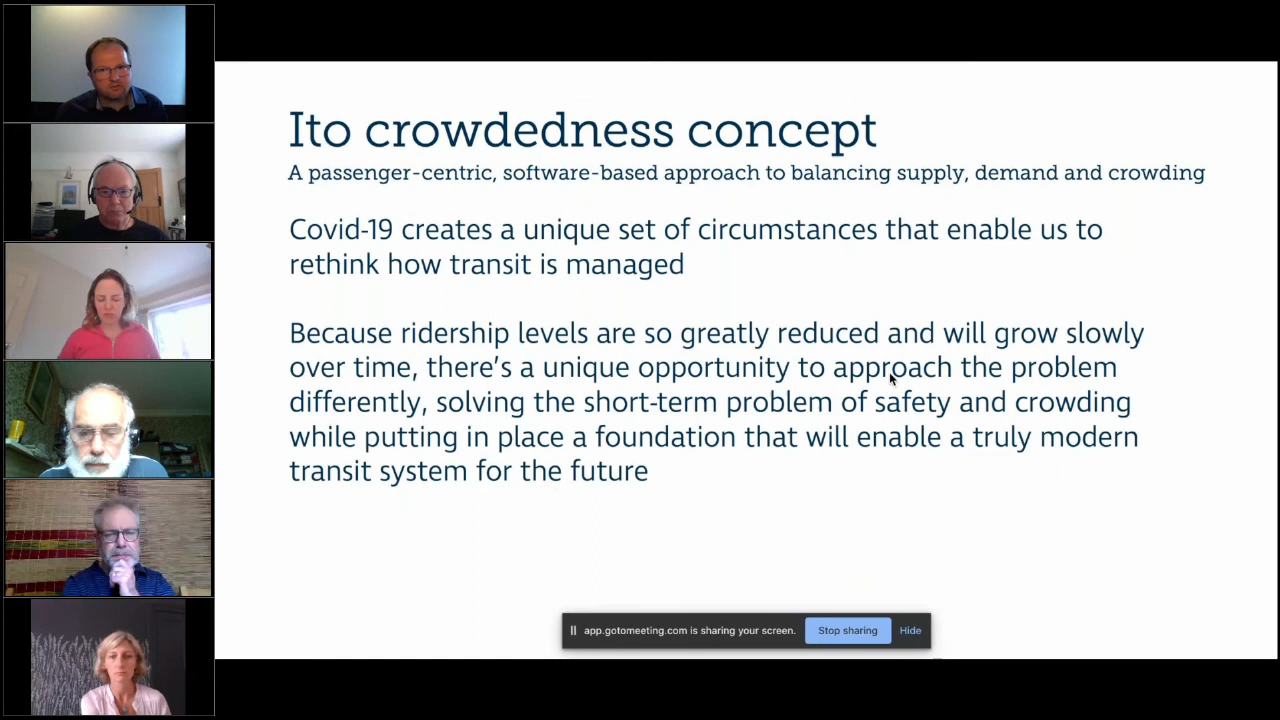 Ito crowdedness concept
A passenger-centric, software-based approach to balancing supply, demand and crowding
Covid-19 creates a unique set of circumstances that enable us to
rethink how transit is managed
Because ridership levels are so greatly reduced and will grow slowly
over time, there’s a unique opportunity to approach the problem
differently, solving the short-term problem of safety and crowding
while putting in place a foundation that will enable a truly modern
transit system for the future
app.gotomeeting.com is sharing your screen. Stop sharing Hide